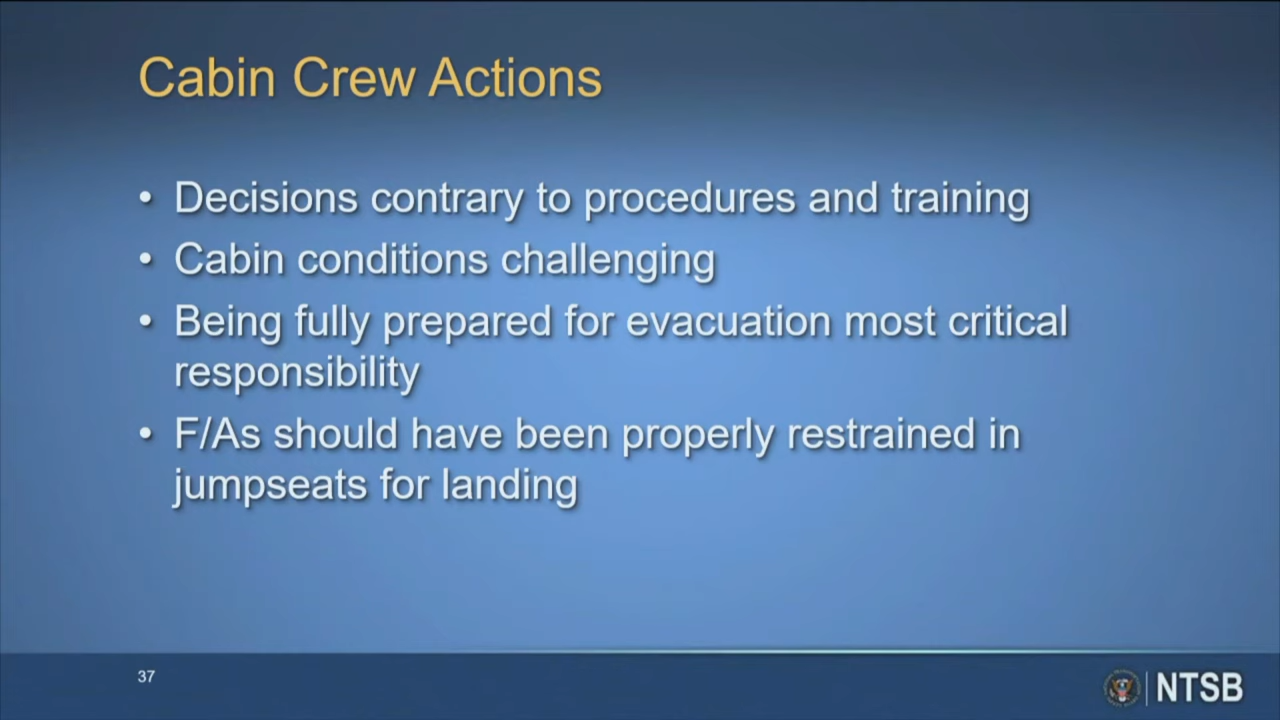 Cabin Crew Actions
• Decisions contrary to procedures and training
• Cabin conditions challenging
• Being fully prepared for evacuation most critical
responsibility
• F/As should have been properly restrained in
jumpseats for landing
37
NTSB